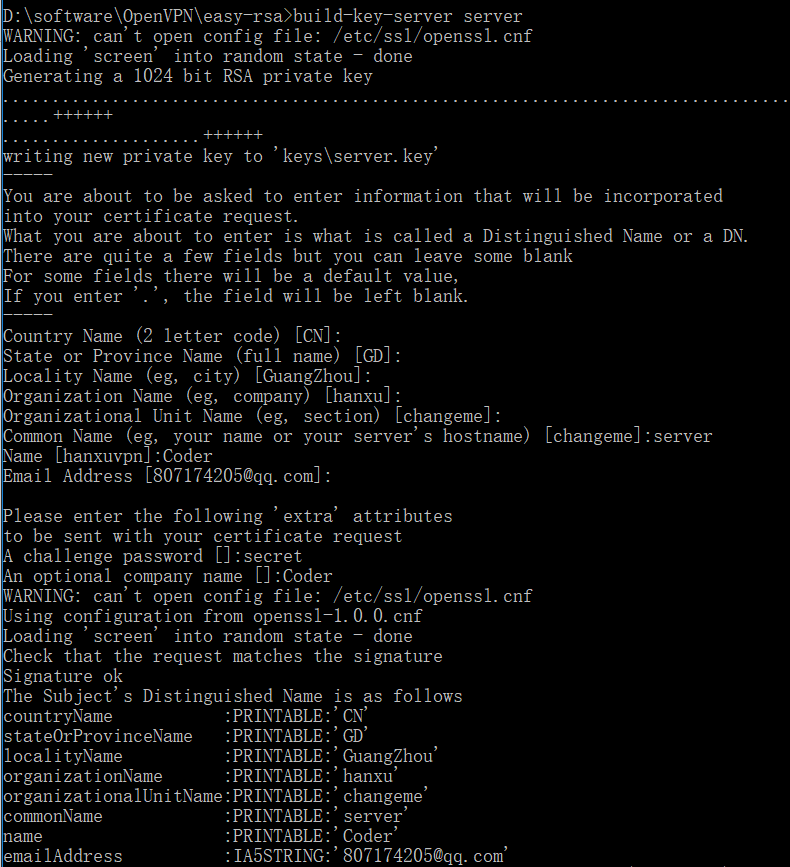 D:\software\OpenVPN\easy-rsa>build-key-server server
WARNING: can't open config file: /etc/ssl/openssl.cnf
Loading 'screen' into random state - done
Generating a 1024 bit RSA private key
...............................................................................
.....++++++
....................++++++
writing new private key to 'keys\server.key'
-----
You are about to be asked to enter information that will be incorporated
into your certificate request.
What you are about to enter is what is called a Distinguished Name or a DN.
There are quite a few fields but you can leave some blank
For some fields there will be a default value,
If you enter '.', the field will be left blank.
-----
Country Name (2 letter code) [CN]:
State or Province Name (full name) [GD]:
Locality Name (eg, city) [GuangZhou]:
Organization Name (eg, company) [hanxu]:
Organizational Unit Name (eg, section) [changeme]:
Common Name (eg, your name or your server's hostname) [changeme]:server
Name [hanxuvpn]:Coder
Email Address [807174205@qq.com]:

Please enter the following 'extra' attributes
to be sent with your certificate request
A challenge password []:secret
An optional company name []:Coder
WARNING: can't open config file: /etc/ssl/openssl.cnf
Using configuration from openssl-1.0.0.cnf
Loading 'screen' into random state - done
Check that the request matches the signature
Signature ok
The Subject's Distinguished Name is as follows
countryName           :PRINTABLE:'CN'
stateOrProvinceName   :PRINTABLE:'GD'
localityName          :PRINTABLE:'GuangZhou'
organizationName      :PRINTABLE:'hanxu'
organizationalUnitName:PRINTABLE:'changeme'
commonName            :PRINTABLE:'server'
name                  :PRINTABLE:'Coder'
emailAddress          :IA5STRING:'807174205@qq.com'